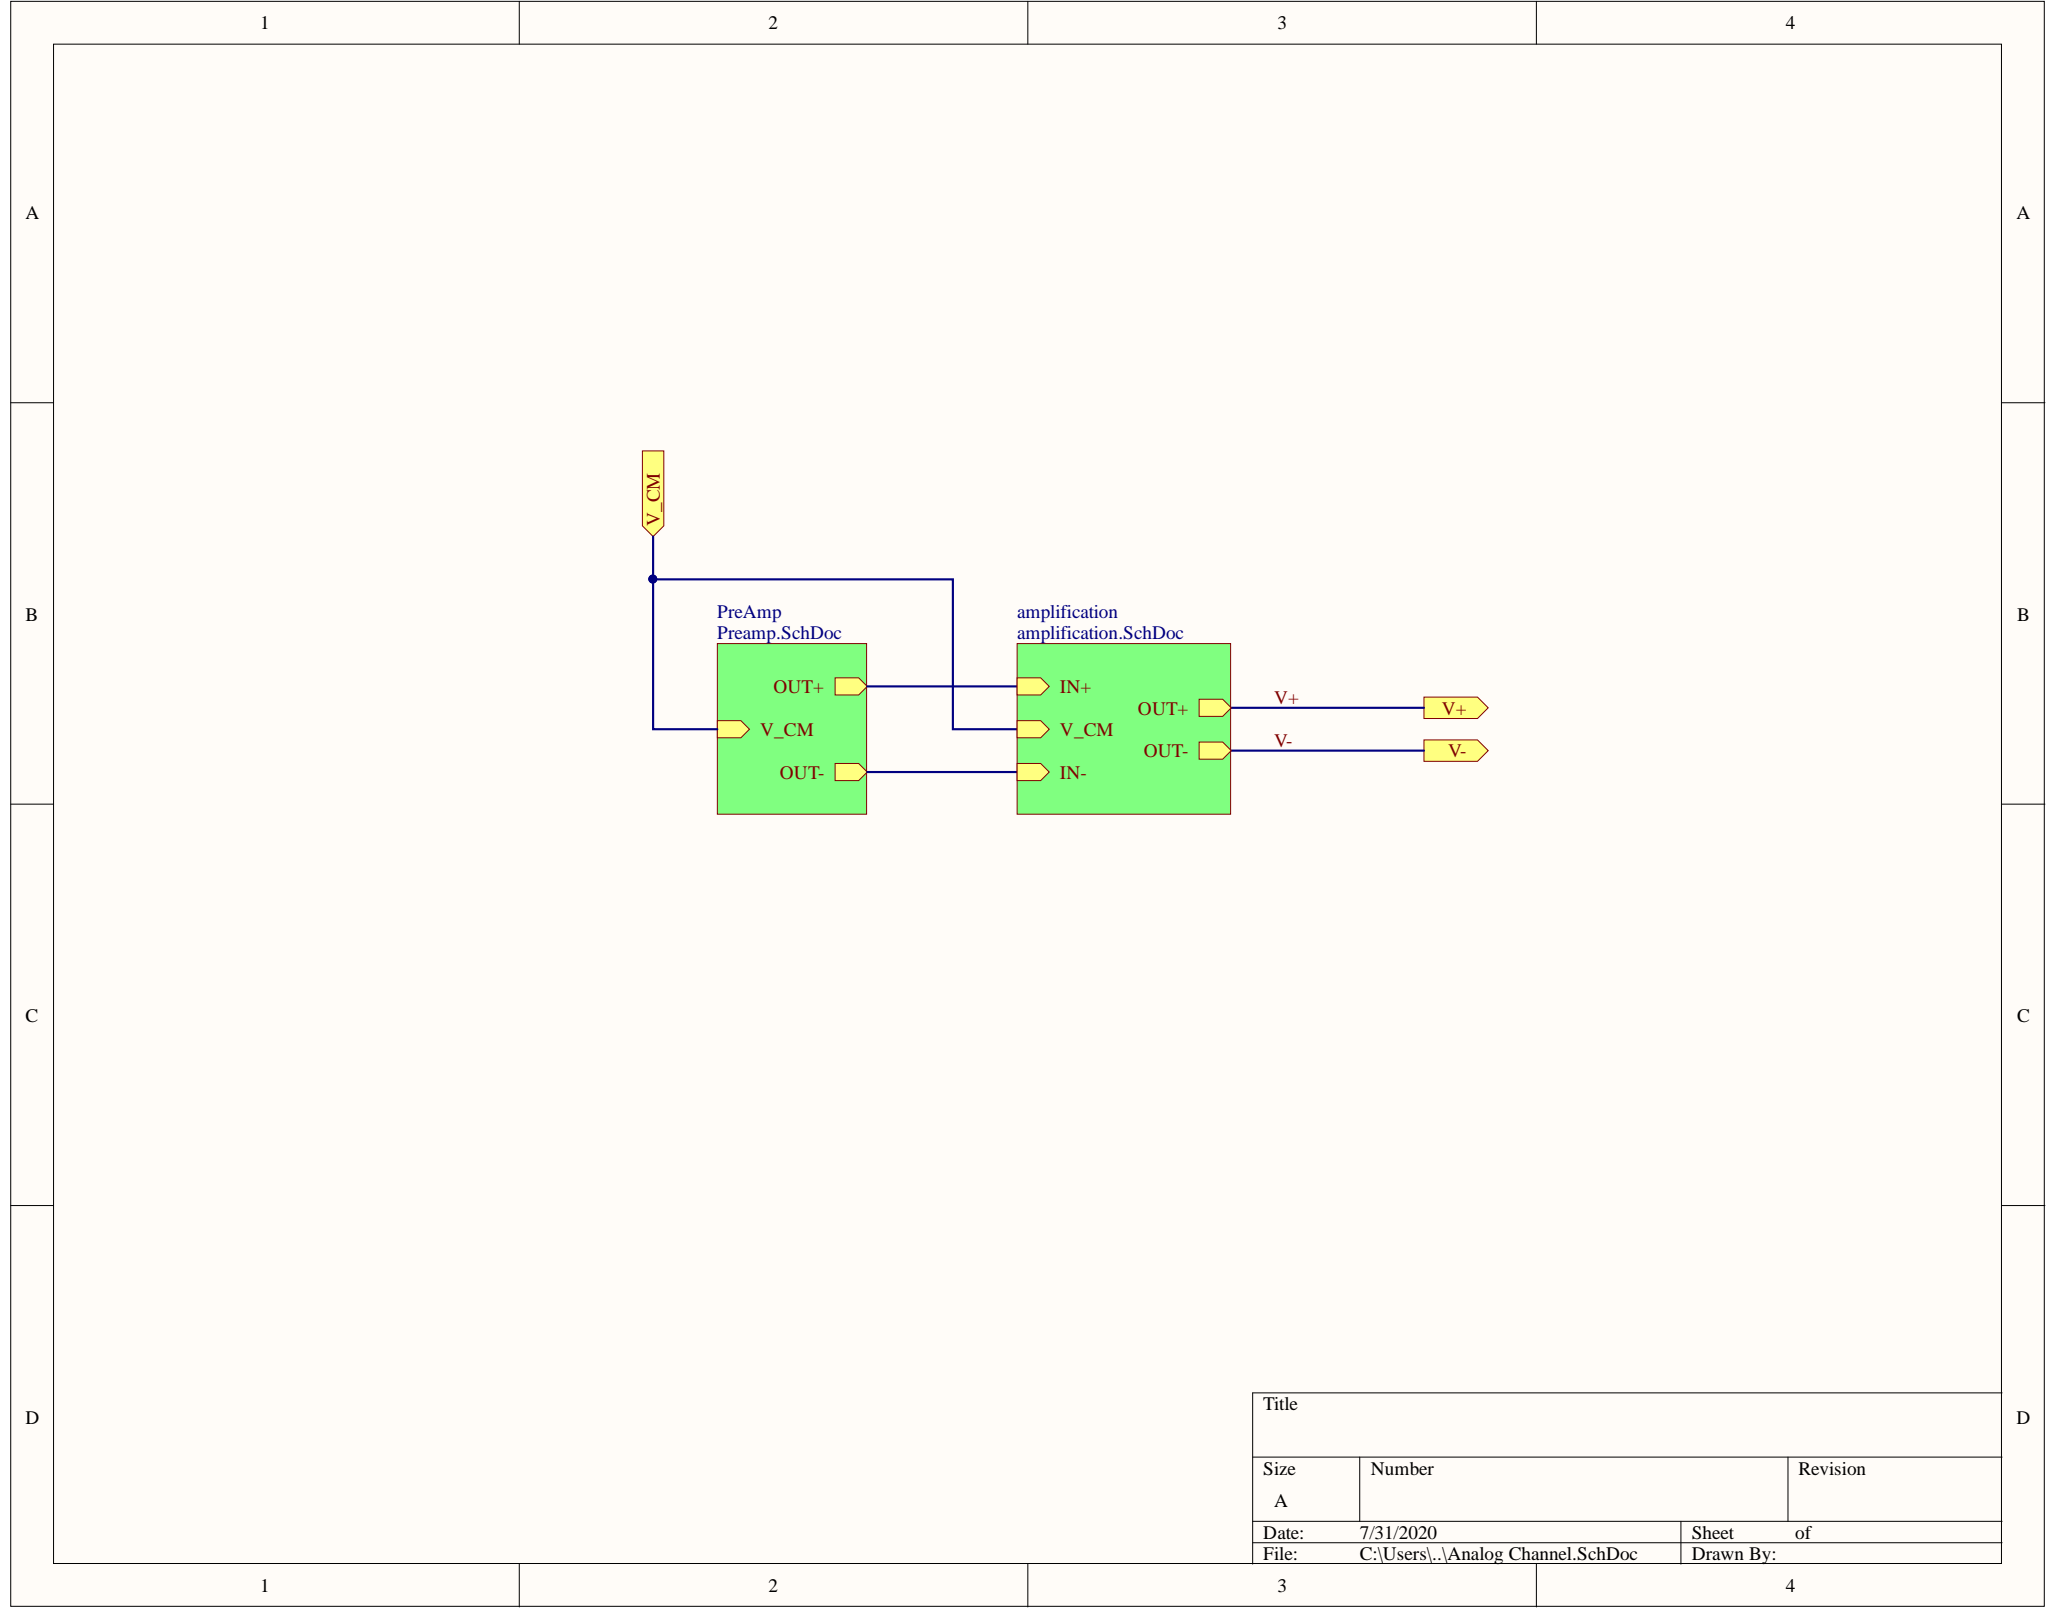 1 2 3 4
A A
V_CM
B B
PreAmp
Preamp.SchDoc
OUT+
V_CM
OUT-
amplification
amplification.SchDoc
IN+
V_CM
IN-
OUT+
OUT-
V+ V+
V- V-
C C
D D
Title
Size Number Revision
A
Date: 7/31/2020 Sheet of
File: C:\Users\..\Analog Channel.SchDoc Drawn By:
1 2 3 4